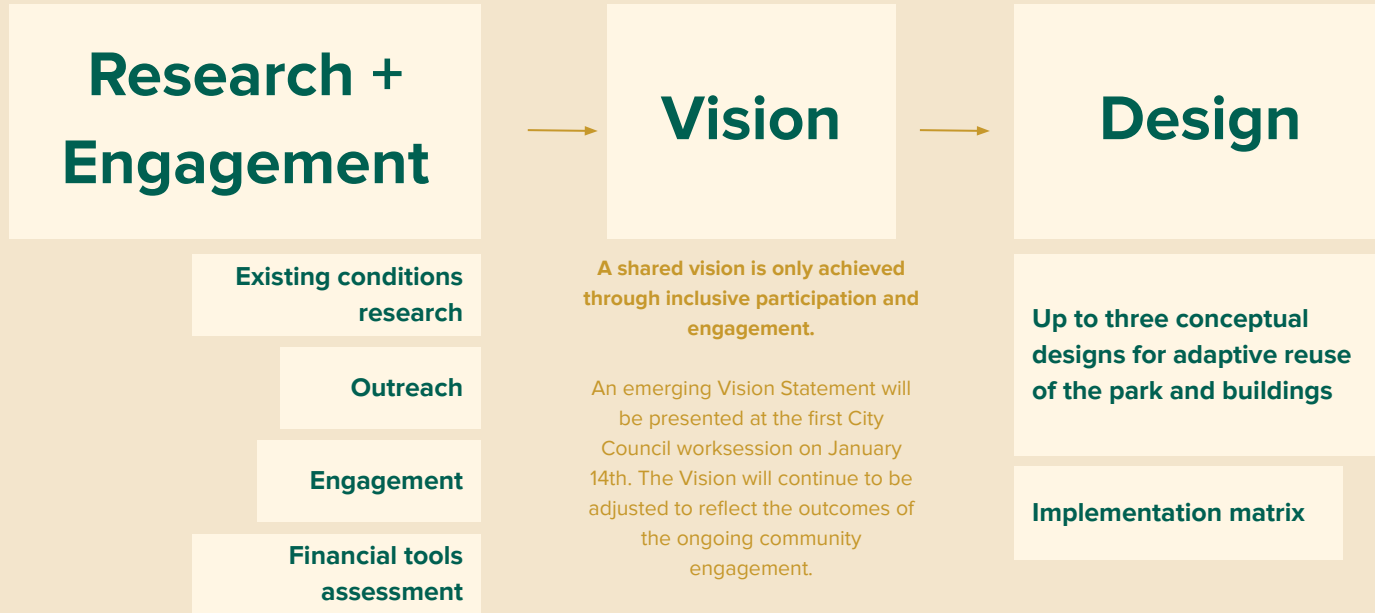 Research +
Engagement
Existing conditions
research
Outreach
Engagement
Financial tools
assessment
Vision
A shared vision is only achieved
through inclusive participation and
engagement.
An emerging Vision Statement will
be presented at the first City
Council worksession on January
14th. The Vision will continue to be
adjusted to reflect the outcomes of
the ongoing community
engagement.
Design
Up to three conceptual
designs for adaptive reuse
of the park and buildings
Implementation matrix